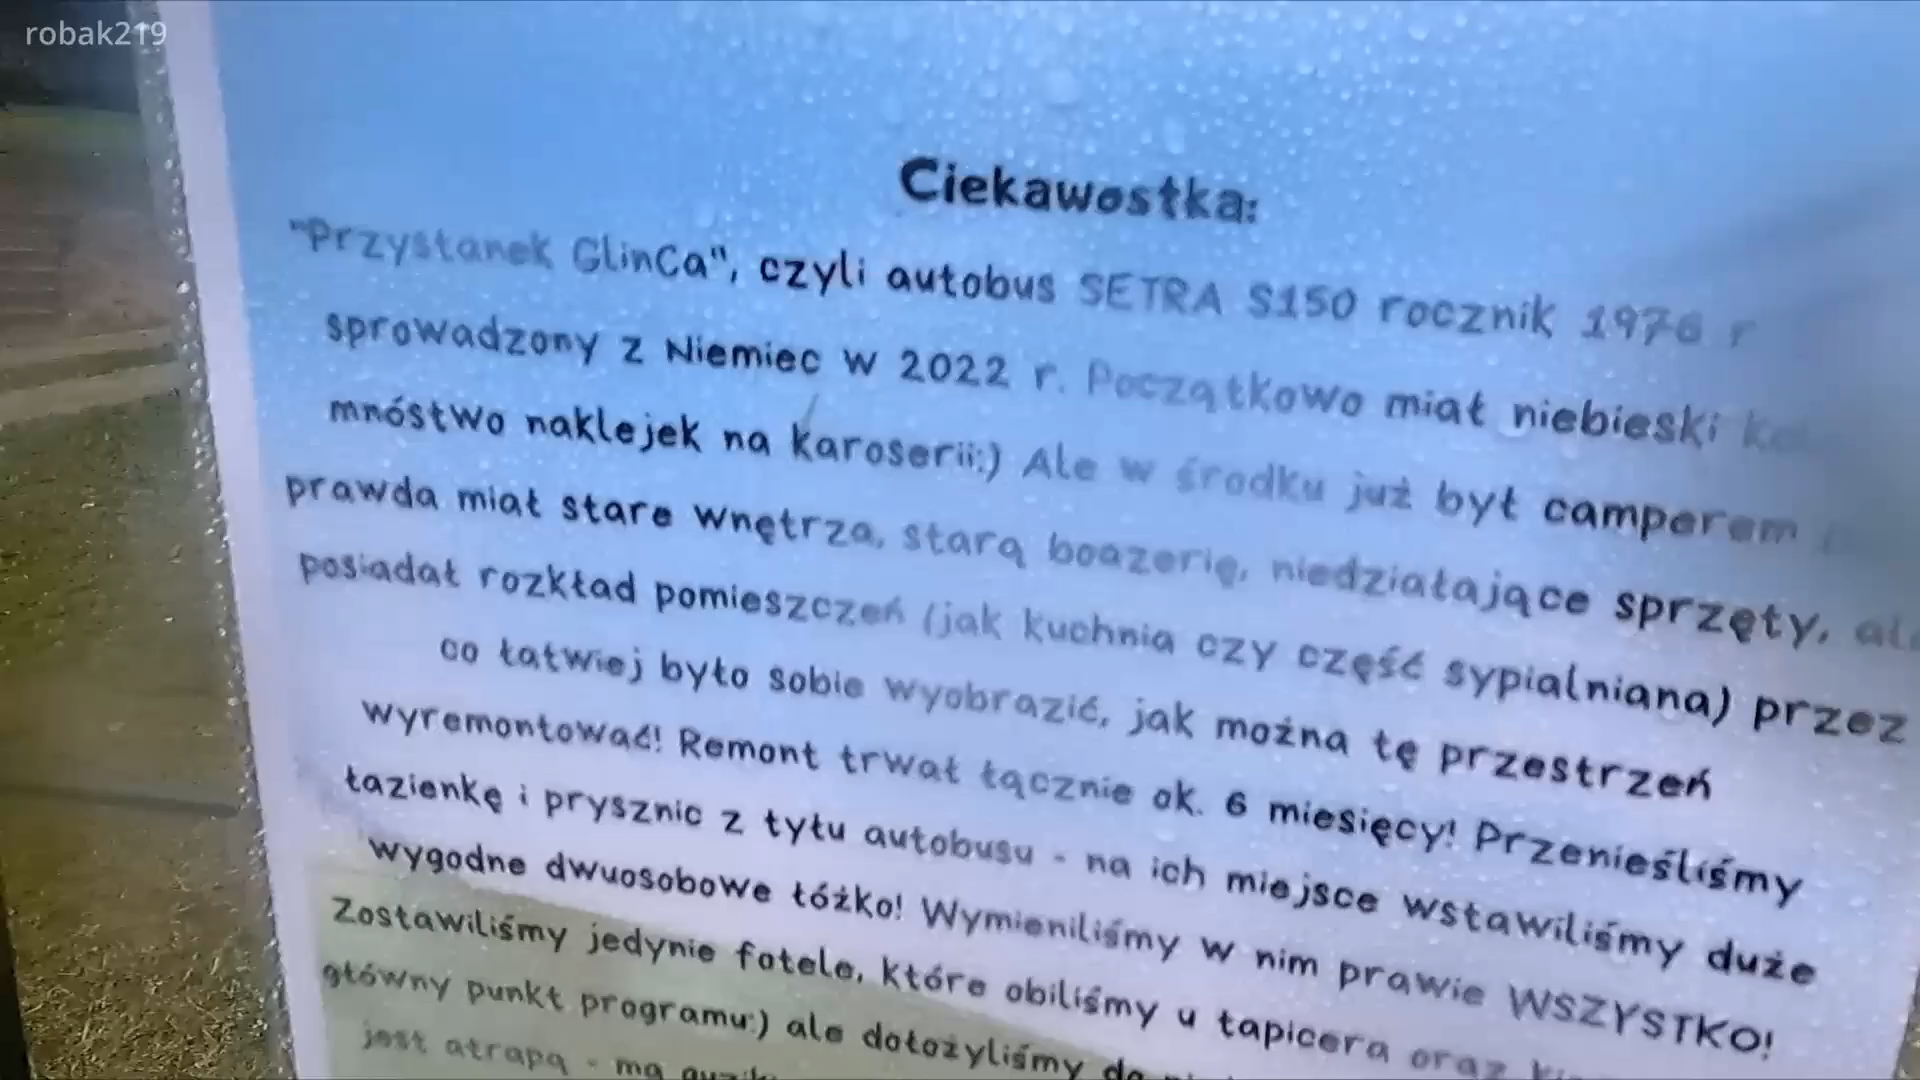 robak219
Ciekawostka:
"Przystanek GlinCa", czyli autobus SETRA S150 rocznik 1976 r
sprowadzony z Niemiec w 2022 r. Początkowo miał niebieski
mnóstwo naklejek na karoserii:) Ale w środku już był camperem
prawda miał stare wnętrza, starą boazerię, niedziałające sprzęty, ale
posiadał rozkład pomieszczeń (jak kuchnia czy część sypialniana) przez
co łatwiej było sobie wyobrazić, jak można tę przestrzeń
wyremontować! Remont trwał łącznie ok. 6 miesięcy! Przenieśliśmy
łazienkę i prysznic z tyłu autobusu - na ich miejsce wstawiliśmy duże
wygodne dwuosobowe łóżko! Wymieniliśmy w nim prawie WSZYSTKO!
Zostawiliśmy jedynie fotele, które obiliśmy u tapicera oraz
główny punkt programu:) ale dołożyliśmy do
jest atrapą - ma